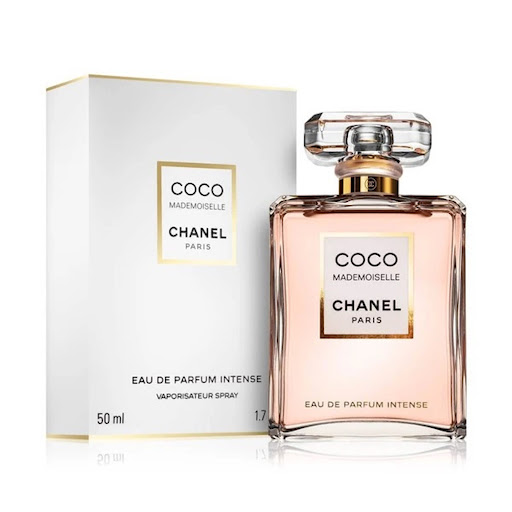 COCO
MADEMOISELLE
CHANEL
PARIS
EAU DE PARFUM INTENSE
VAPORISATEUR SPRAY
50 ml
1.7
COCO
MADEMOISELLE
CHANEL
PARIS
EAU DE PARFUM INTENSE